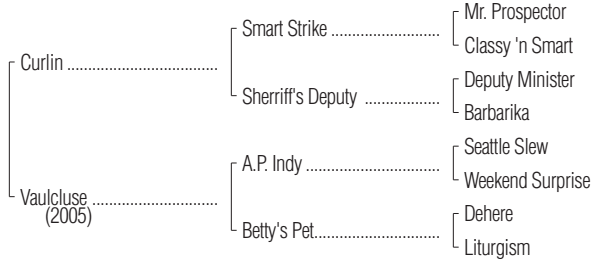 Mr. Prospector
Smart Strike ........................
Classy 'n Smart
Curlin .................................
Deputy Minister
Sherriff's Deputy ................
Barbarika
Seattle Slew
A.P. Indy .............................
Weekend Surprise
Vaulcluse ...........................
(2005)
Dehere
Betty's Pet...........................
Liturgism